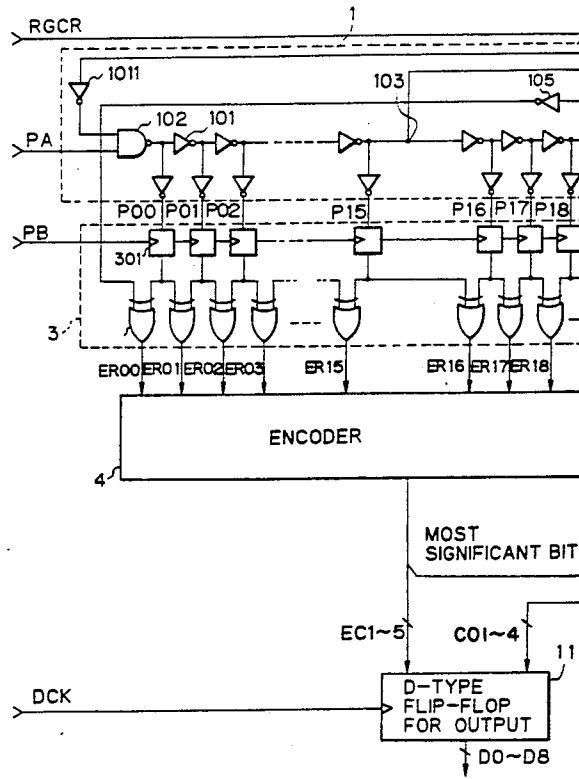 RGCR
1
1011
102
101
103
105
PA
P00 P01 P02 P15 P16 P17 P18
PB
301
3
ER00 ER01 ER02 ER03 ER15 ER16 ER17 ER18
ENCODER
4
MOST
SIGNIFICANT BIT
EC1~5
CO1~4
11
D-TYPE
FLIP-FLOP
FOR OUTPUT
DCK
D0~D8